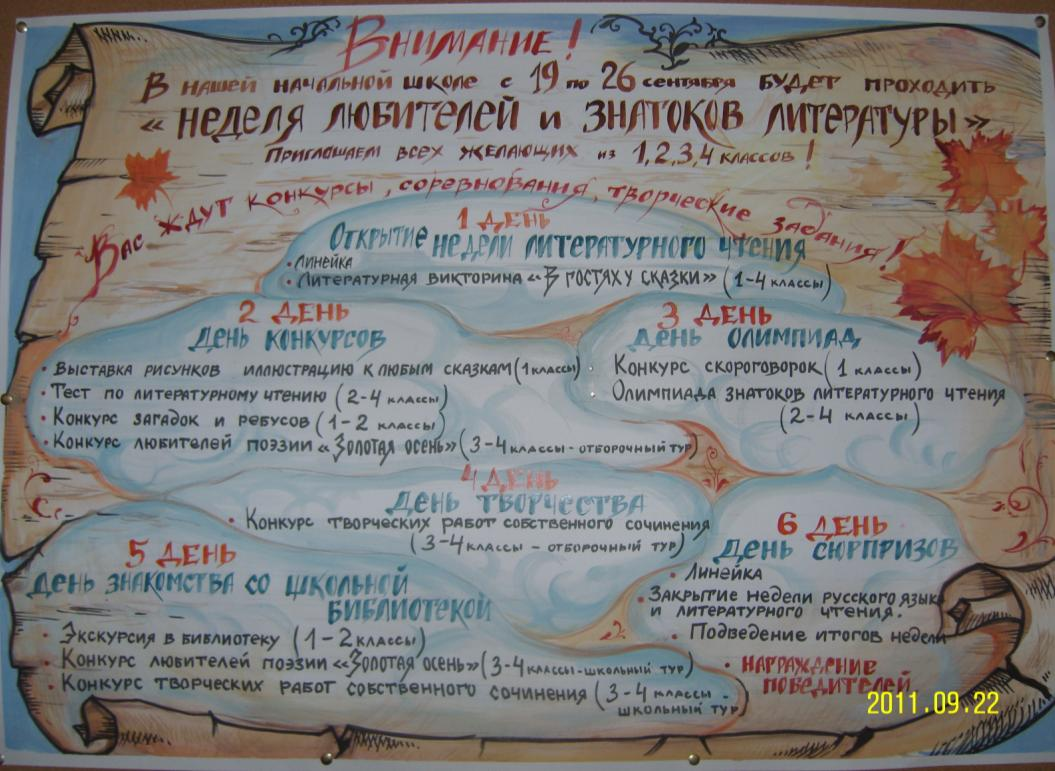 Внимание!
В нашей начальной школе с 19 по 26 сентября будет проходить
«Неделя любителей и знатоков литературы»
Приглашаем всех желающих из 1,2,3,4 классов!
Вас ждут конкурсы, соревнования, творческие задания!
1 день
Открытие недели литературного чтения
• Линейка
• Литературная викторина «В гостях у сказки» (1-4 классы)
2 день
День конкурсов
• Выставка рисунков иллюстрацию к любым сказкам (1 классы)
• Тест по литературному чтению (2-4 классы)
• Конкурс загадок и ребусов (1-2 классы)
• Конкурс любителей поэзии «Золотая осень» (3-4 классы - отборочный тур)
3 день
День олимпиад
Конкурс скороговорок (1 классы)
Олимпиада знатоков литературного чтения
(2-4 классы)
4 день
День творчества
• Конкурс творческих работ собственного сочинения
(3-4 классы - отборочный тур)
5 день
День знакомства со школьной
библиотекой
• Экскурсия в библиотеку (1-2 классы)
• Конкурс любителей поэзии «Золотая осень» (3-4 классы-школьный тур)
• Конкурс творческих работ собственного сочинения (3-4 классы -
школьный тур)
6 день
День сюрпризов
• Линейка
• Закрытие недели русского языка
и литературного чтения.
• Подведение итогов недели
• Награждение
победителей
2011.09.22